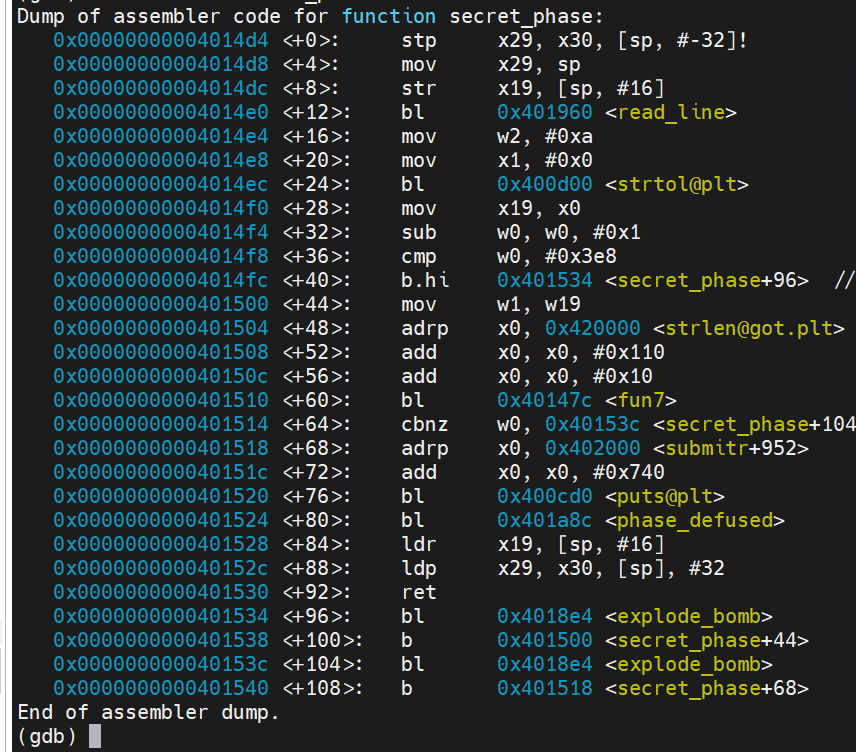 Dump of assembler code for function secret_phase:
0x00000000004014d4 <+0>: stp x29, x30, [sp, #-32]!
0x00000000004014d8 <+4>: mov x29, sp
0x00000000004014dc <+8>: str x19, [sp, #16]
0x00000000004014e0 <+12>: bl 0x401960 <read_line>
0x00000000004014e4 <+16>: mov w2, #0xa
0x00000000004014e8 <+20>: mov x1, #0x0
0x00000000004014ec <+24>: bl 0x400d00 <strtol@plt>
0x00000000004014f0 <+28>: mov x19, x0
0x00000000004014f4 <+32>: sub w0, w0, #0x1
0x00000000004014f8 <+36>: cmp w0, #0x3e8
0x00000000004014fc <+40>: b.hi 0x401534 <secret_phase+96> //
0x0000000000401500 <+44>: mov w1, w19
0x0000000000401504 <+48>: adrp x0, 0x420000 <strlen@got.plt>
0x0000000000401508 <+52>: add x0, x0, #0x110
0x000000000040150c <+56>: add x0, x0, #0x10
0x0000000000401510 <+60>: bl 0x40147c <fun7>
0x0000000000401514 <+64>: cbnz w0, 0x40153c <secret_phase+104
0x0000000000401518 <+68>: adrp x0, 0x402000 <submitr+952>
0x000000000040151c <+72>: add x0, x0, #0x740
0x0000000000401520 <+76>: bl 0x400cd0 <puts@plt>
0x0000000000401524 <+80>: bl 0x401a8c <phase_defused>
0x0000000000401528 <+84>: ldr x19, [sp, #16]
0x000000000040152c <+88>: ldp x29, x30, [sp], #32
0x0000000000401530 <+92>: ret
0x0000000000401534 <+96>: bl 0x4018e4 <explode_bomb>
0x0000000000401538 <+100>: b 0x401500 <secret_phase+44>
0x000000000040153c <+104>: bl 0x4018e4 <explode_bomb>
0x0000000000401540 <+108>: b 0x401518 <secret_phase+68>
End of assembler dump.
(gdb)